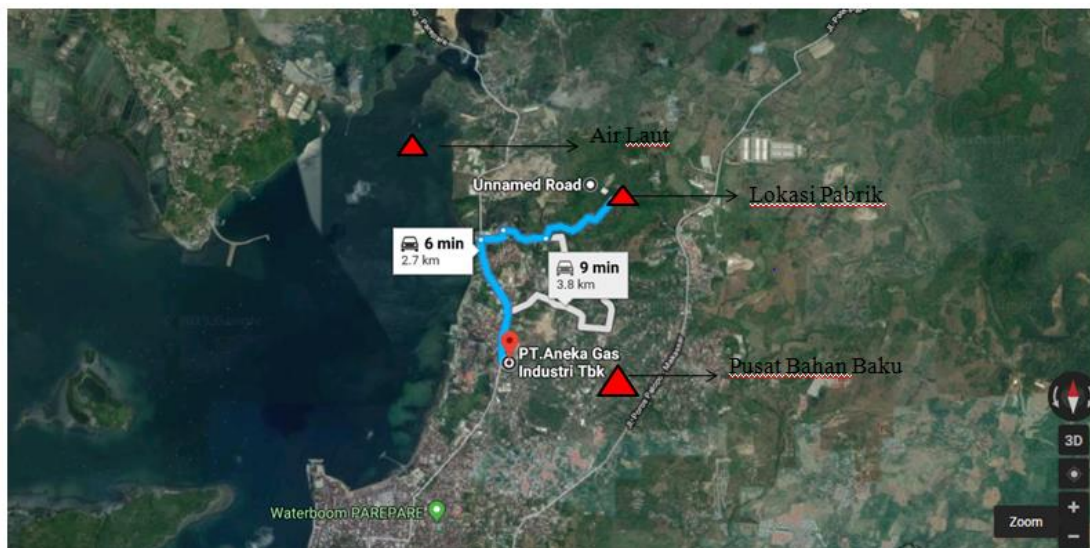 Air Laut
Unnamed Road
Lokasi Pabrik
6 min
2.7 km
9 min
3.8 km
PT.Aneka Gas
Industri Tbk
Pusat Bahan Baku
3D
Waterboom PAREPARE
Zoom